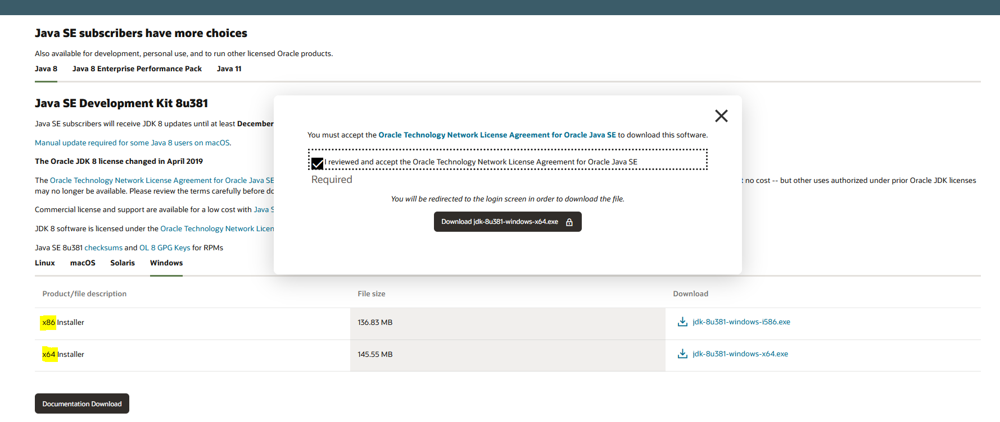 Java SE subscribers have more choices
Also available for development, personal use, and to run other licensed Oracle products.
Java 8 Java 8 Enterprise Performance Pack Java 11
Java SE Development Kit 8u381
Java SE subscribers will receive JDK 8 updates until at least December
Manual update required for some Java 8 users on macOS.
The Oracle JDK 8 license changed in April 2019
The Oracle Technology Network License Agreement for Oracle Java SE
t no cost -- but other uses authorized under prior Oracle JDK licenses
may no longer be available. Please review the terms carefully before do
Commercial license and support are available for a low cost with Java S
JDK 8 software is licensed under the Oracle Technology Network Licen
Java SE 8u381 checksums and OL 8 GPG Keys for RPMs
You must accept the Oracle Technology Network License Agreement for Oracle Java SE to download this software.
I reviewed and accept the Oracle Technology Network License Agreement for Oracle Java SE
Required
You will be redirected to the login screen in order to download the file.
Download jdk-8u381-windows-x64.exe
Linux macOS Solaris Windows
Product/file description File size Download
x86 Installer 136.83 MB jdk-8u381-windows-i586.exe
x64 Installer 145.55 MB jdk-8u381-windows-x64.exe
Documentation Download